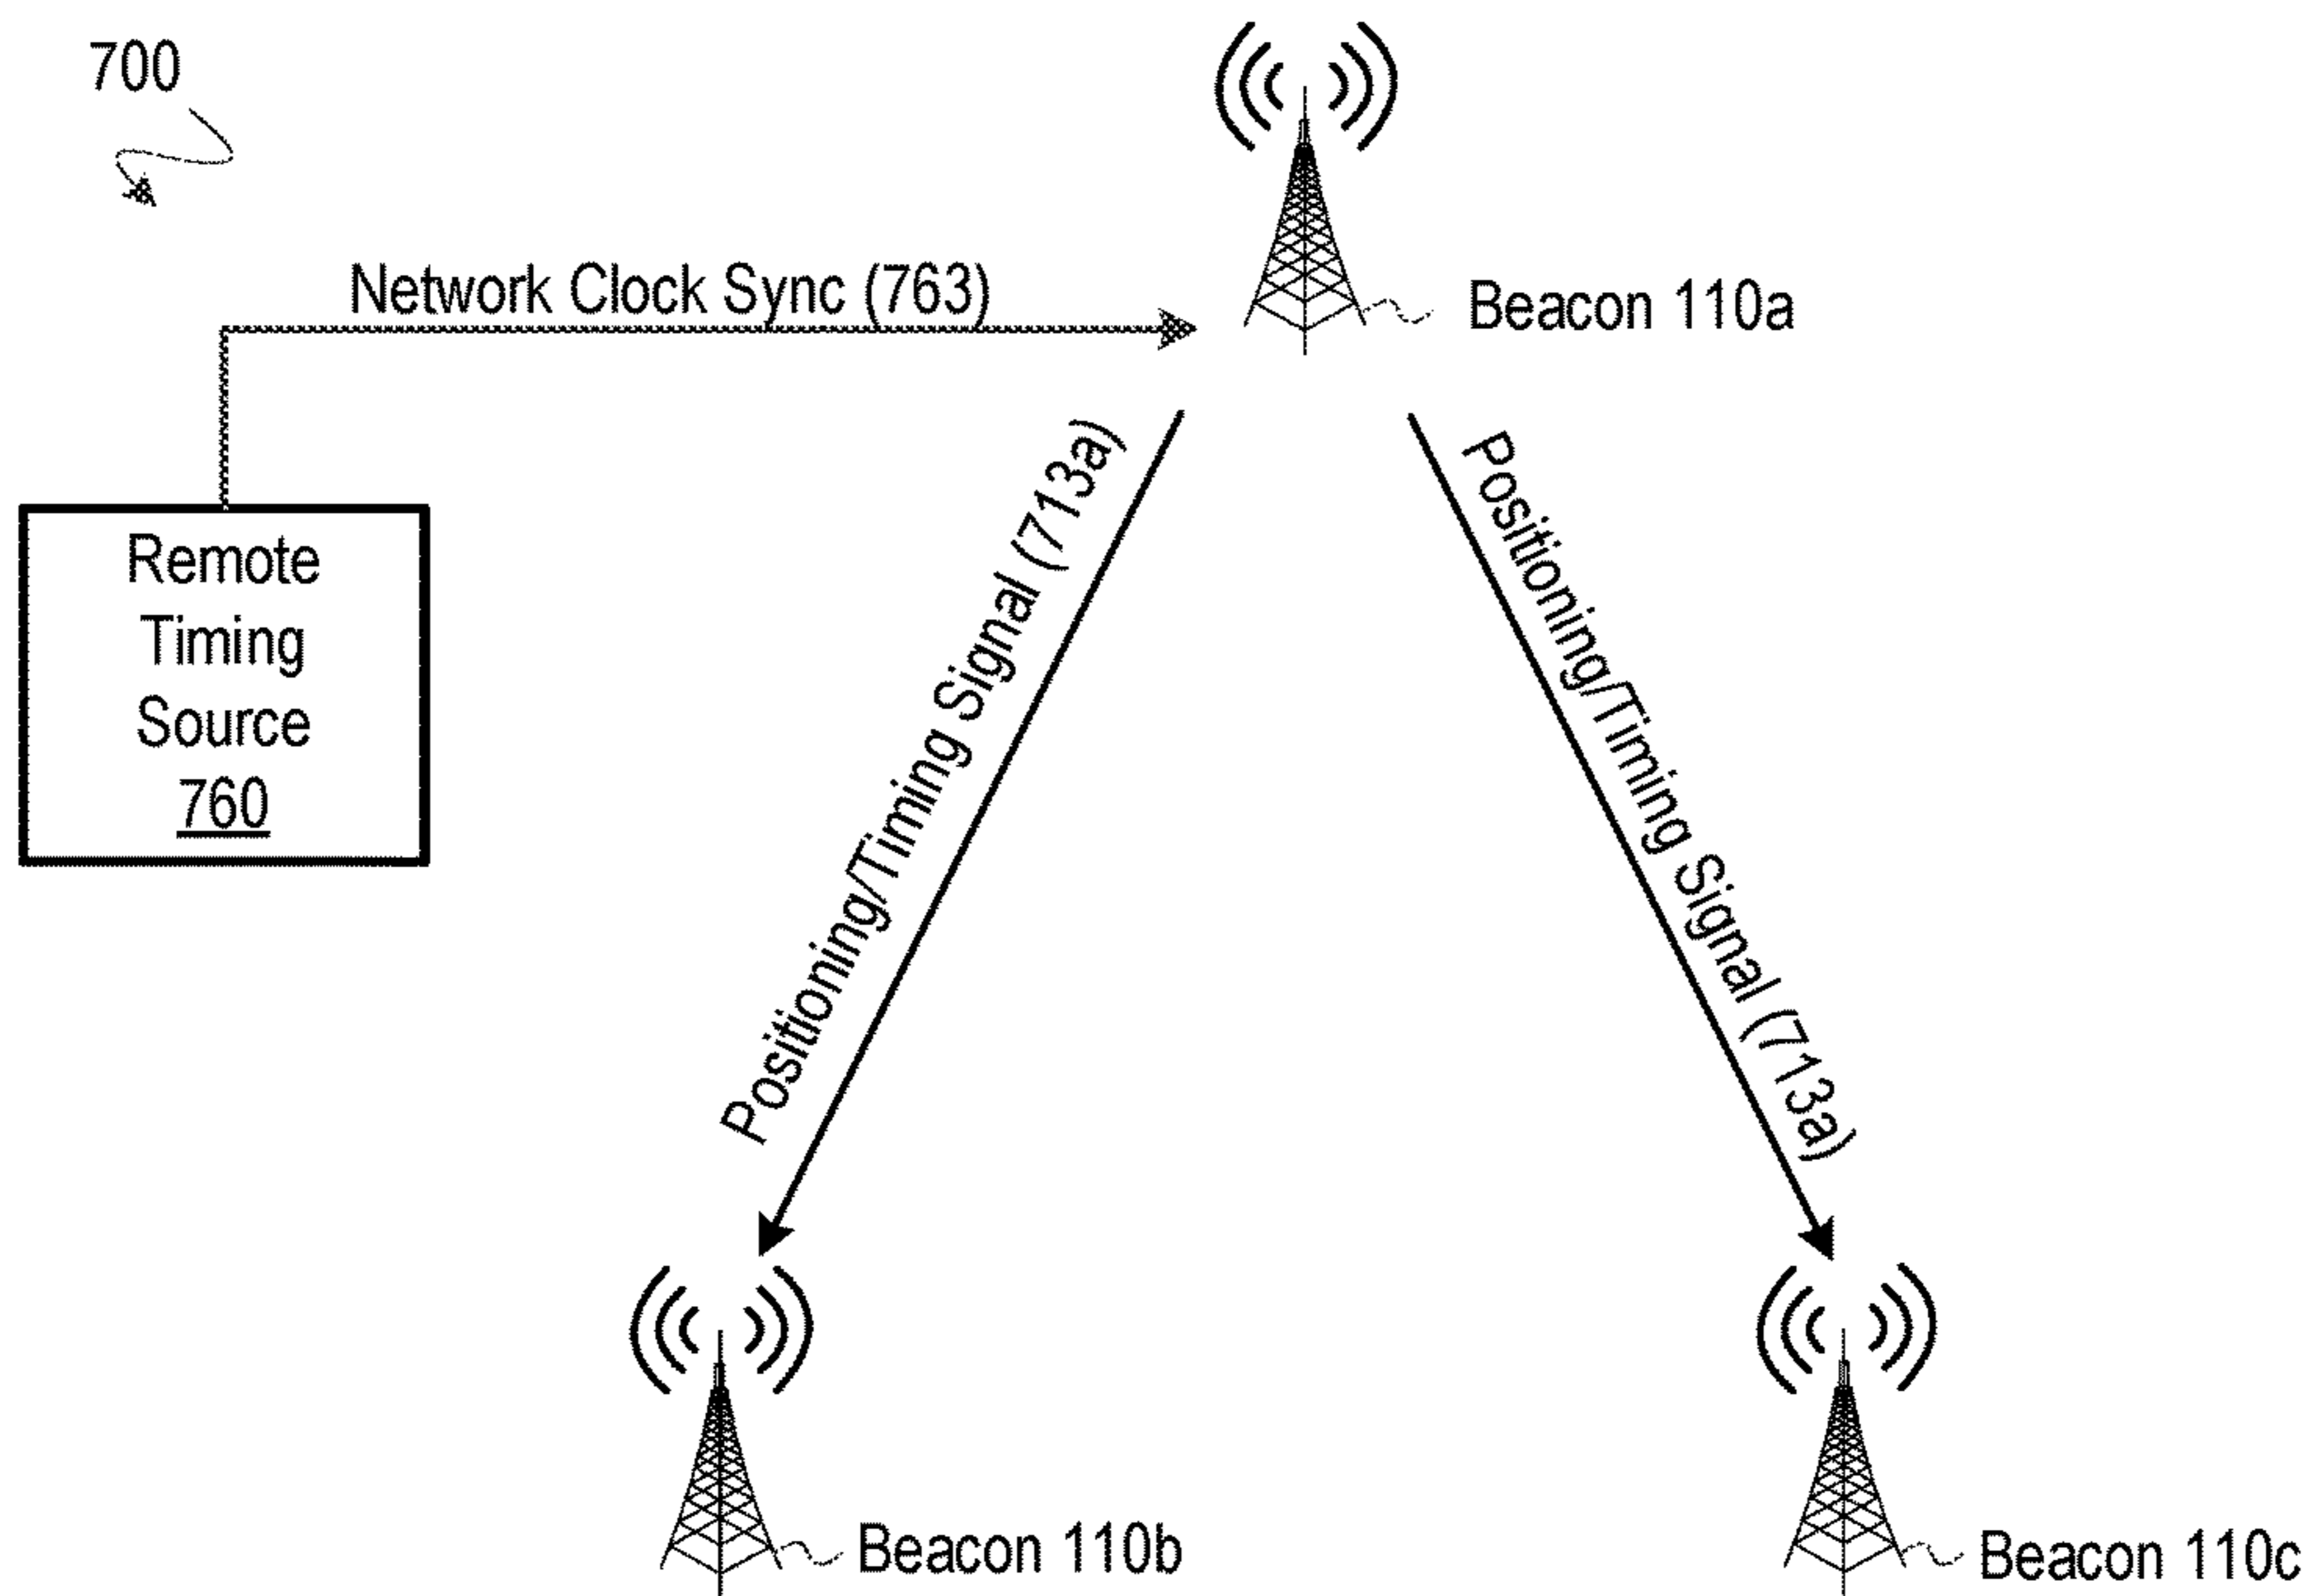 700
Network Clock Sync (763)
Beacon 110a
Remote
Timing
Source
760
Positioning/Timing Signal (713a)
Positioning/Timing Signal (713a)
Beacon 110b
Beacon 110c